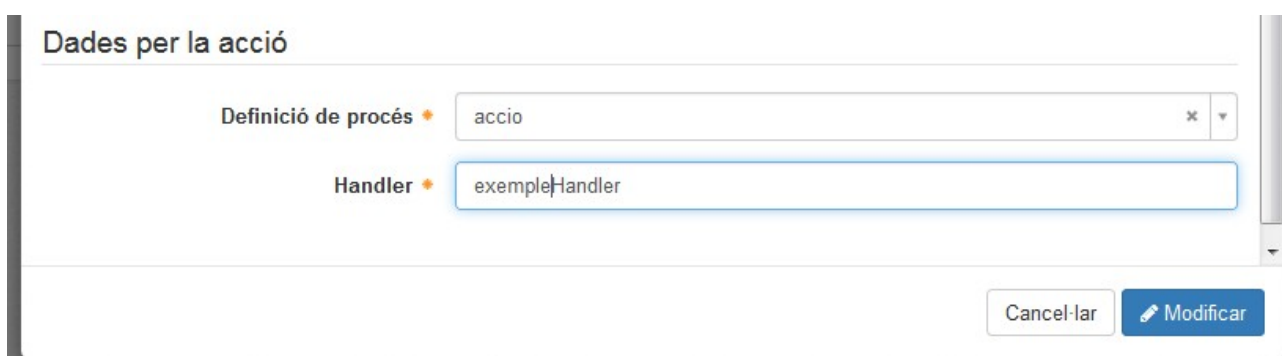 Dades per la acció
Definició de procés * accio
Handler * exempleHandler
Cancel·lar Modificar